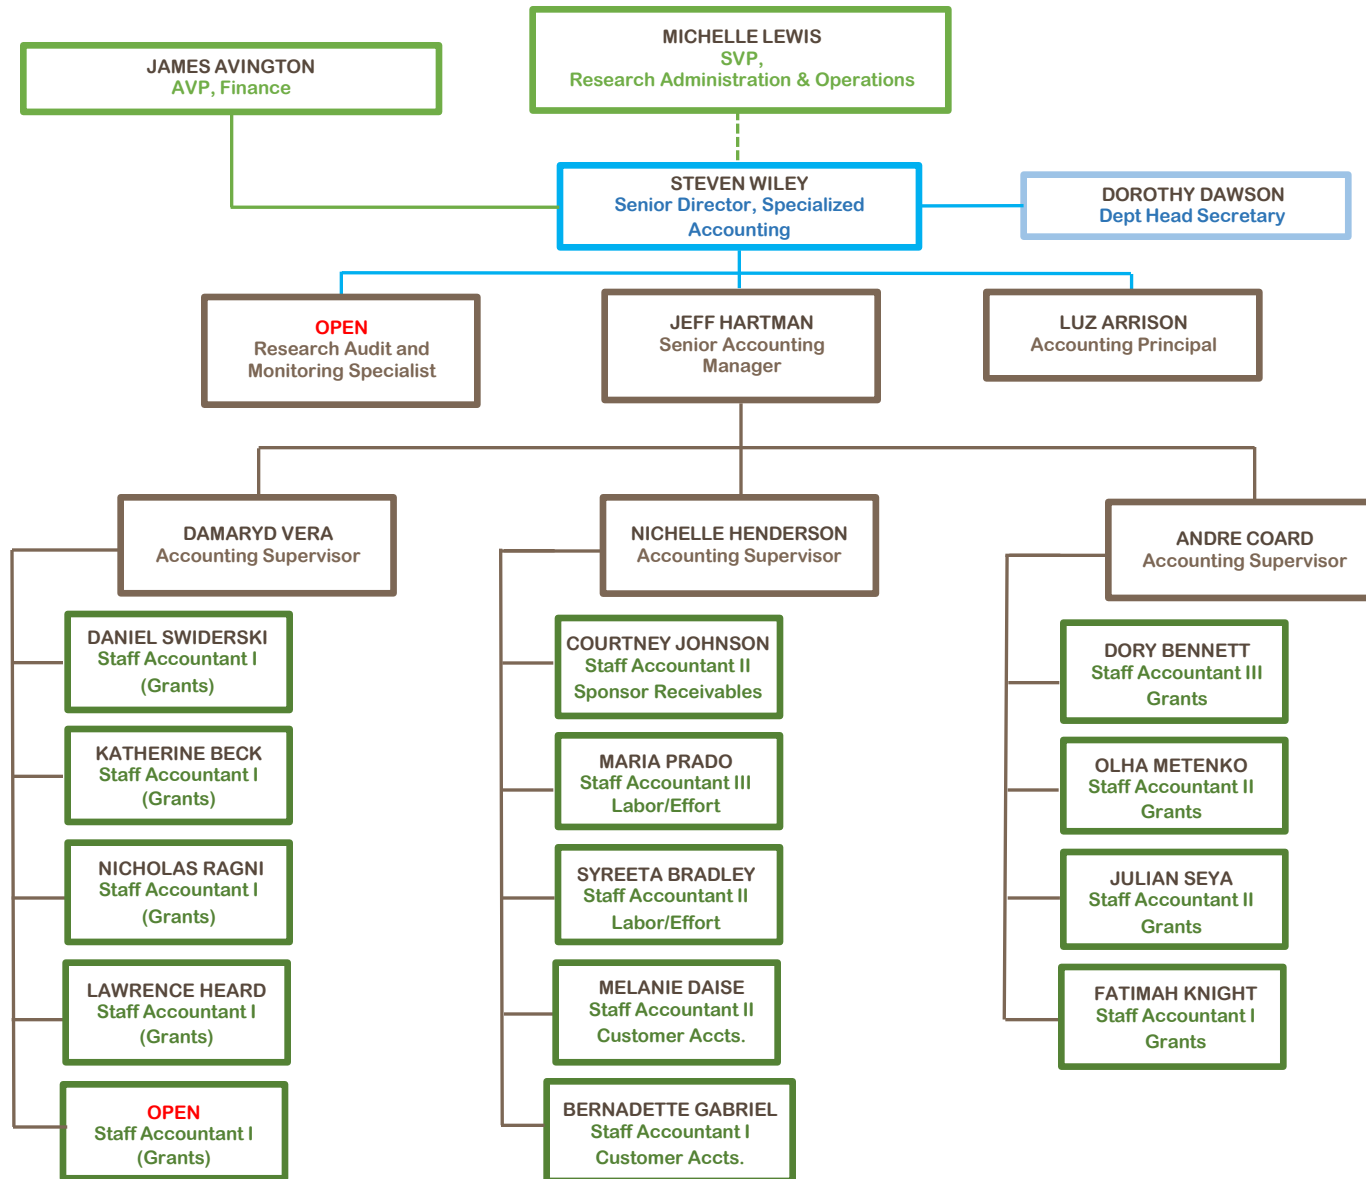 JAMES AVINGTON
AVP, Finance
MICHELLE LEWIS
SVP,
Research Administration & Operations
STEVEN WILEY
Senior Director, Specialized
Accounting
DOROTHY DAWSON
Dept Head Secretary
OPEN
Research Audit and
Monitoring Specialist
JEFF HARTMAN
Senior Accounting
Manager
LUZ ARRISON
Accounting Principal
DAMARYD VERA
Accounting Supervisor
NICHELLE HENDERSON
Accounting Supervisor
ANDRE COARD
Accounting Supervisor
DANIEL SWIDERSKI
Staff Accountant I
(Grants)
KATHERINE BECK
Staff Accountant I
(Grants)
NICHOLAS RAGNI
Staff Accountant I
(Grants)
LAWRENCE HEARD
Staff Accountant I
(Grants)
OPEN
Staff Accountant I
(Grants)
COURTNEY JOHNSON
Staff Accountant II
Sponsor Receivables
MARIA PRADO
Staff Accountant III
Labor/Effort
SYREETA BRADLEY
Staff Accountant II
Labor/Effort
MELANIE DAISE
Staff Accountant II
Customer Accts.
BERNADETTE GABRIEL
Staff Accountant I
Customer Accts.
DORY BENNETT
Staff Accountant III
Grants
OLHA METENKO
Staff Accountant II
Grants
JULIAN SEYA
Staff Accountant II
Grants
FATIMAH KNIGHT
Staff Accountant I
Grants